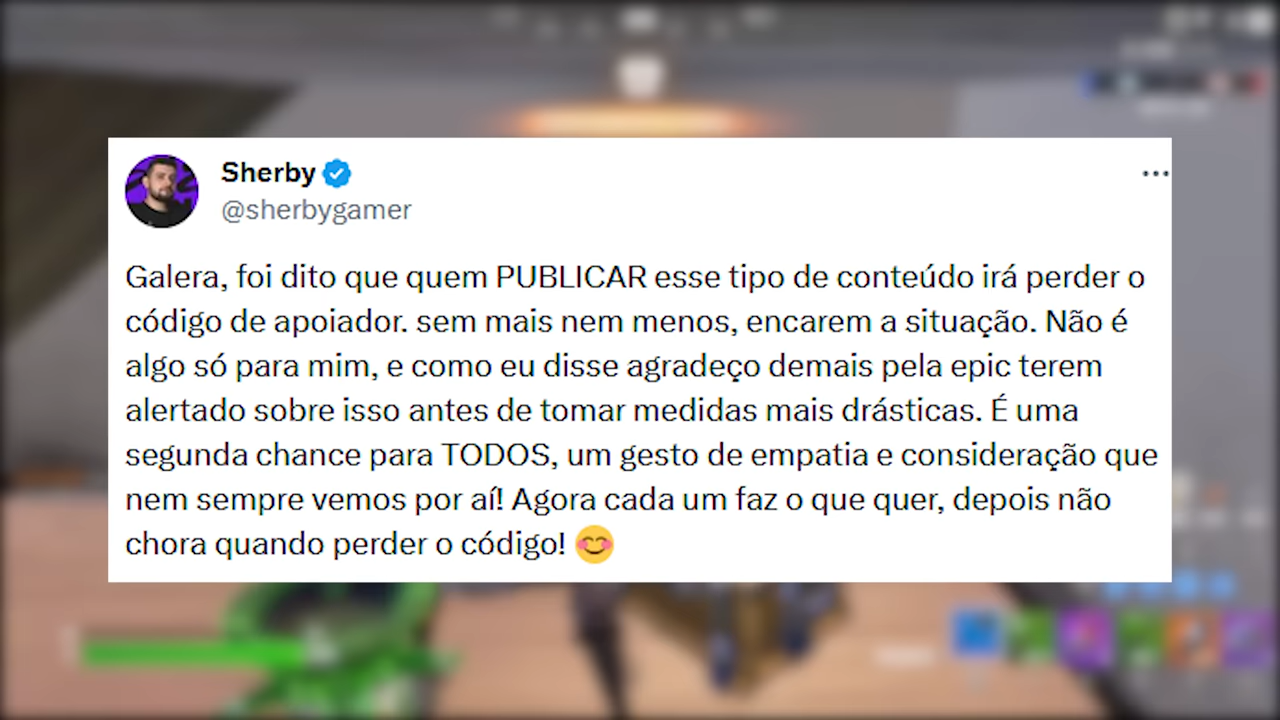 Sherby
@sherbygamer
Galera, foi dito que quem PUBLICAR esse tipo de conteúdo irá perder o
código de apoiador. sem mais nem menos, encarem a situação. Não é
algo só para mim, e como eu disse agradeço demais pela epic terem
alertado sobre isso antes de tomar medidas mais drásticas. É uma
segunda chance para TODOS, um gesto de empatia e consideração que
nem sempre vemos por aí! Agora cada um faz o que quer, depois não
chora quando perder o código! 😊